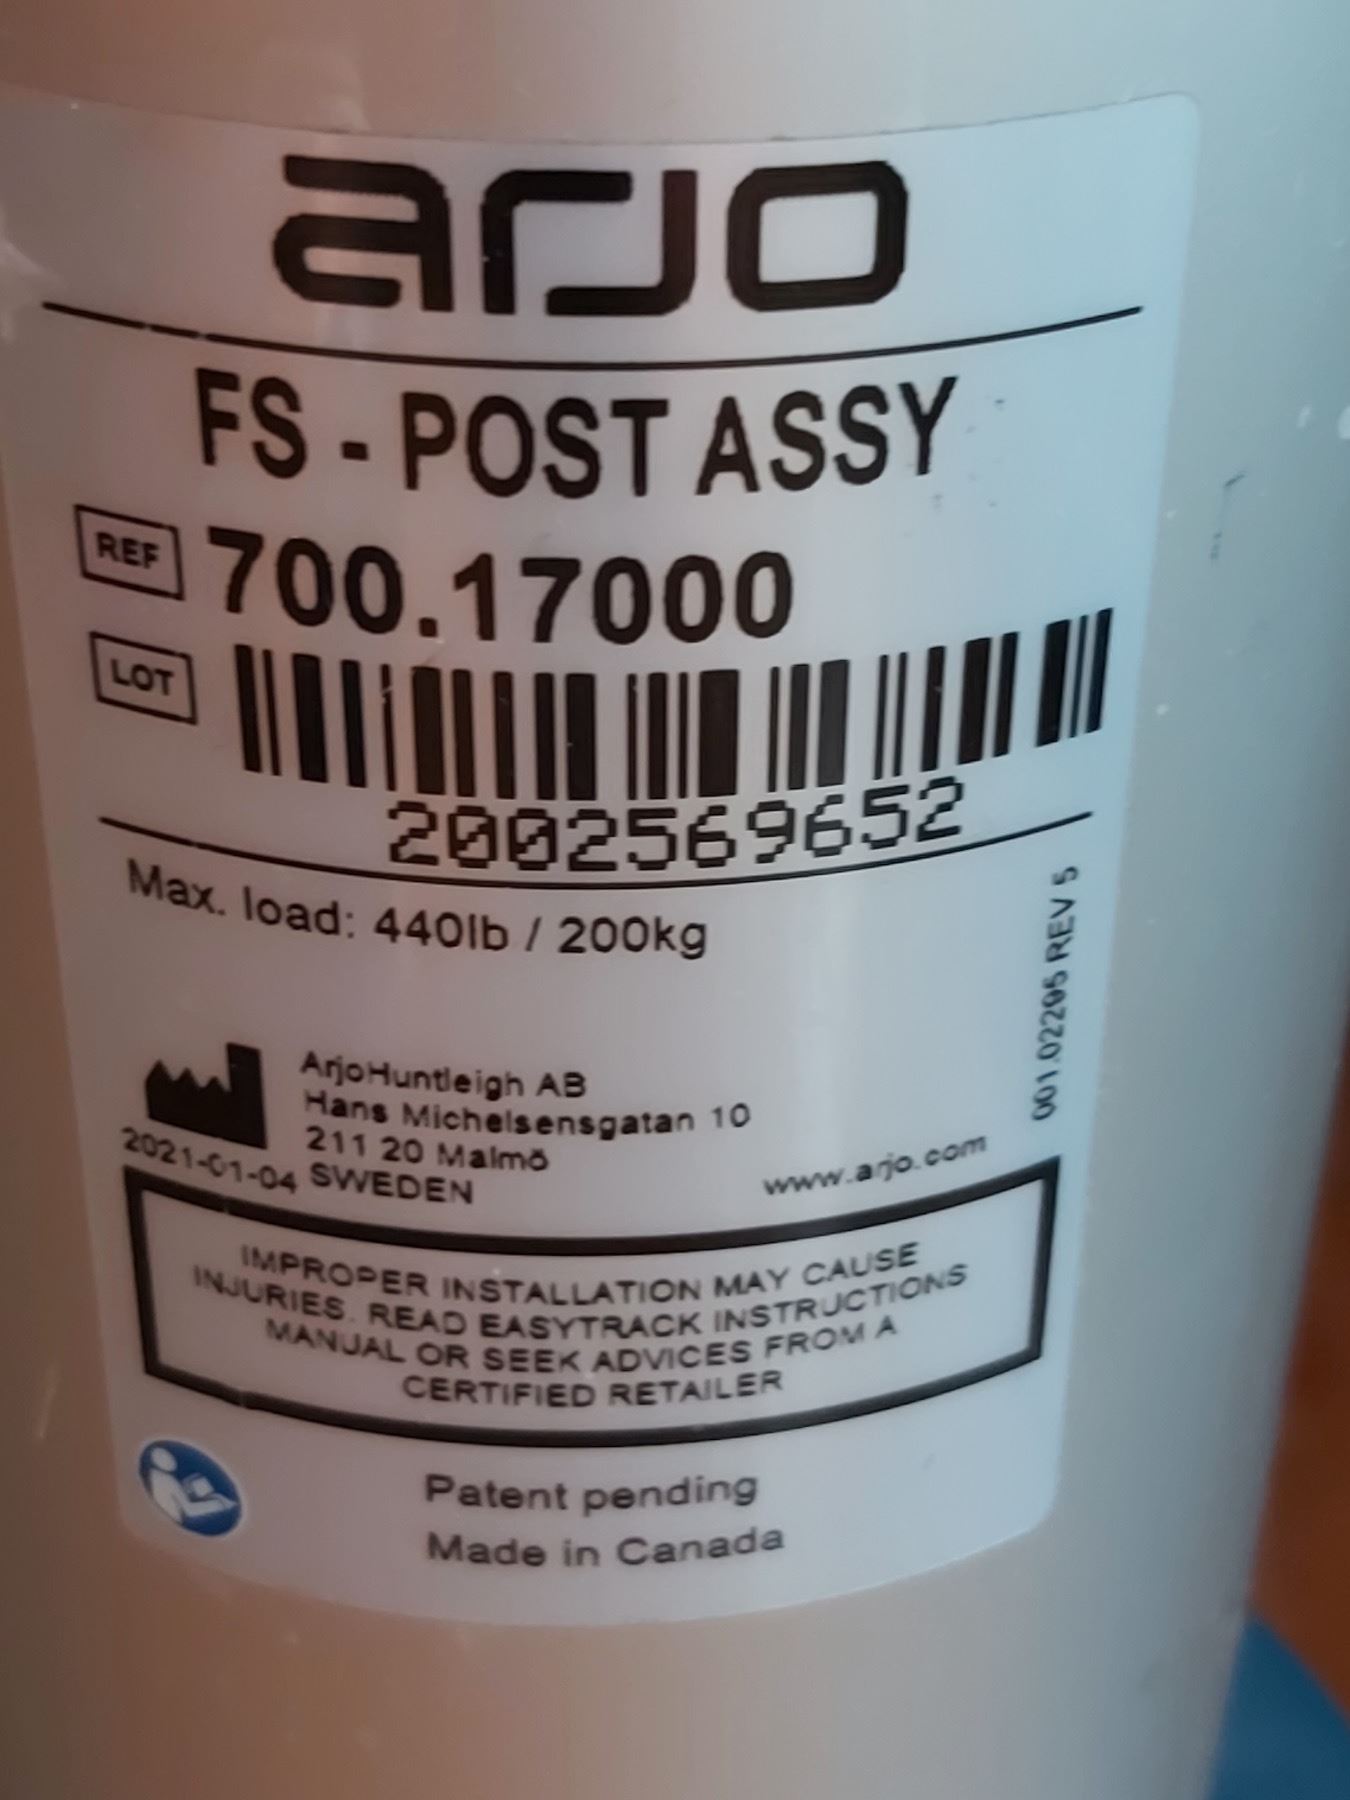 arjo
FS - POST ASSY
REF 700.17000
LOT
2002569652
Max. load: 440lb / 200kg
001.02295 REV 5
ArjoHuntleigh AB
Hans Michelsensgatan 10
211 20 Malmö
2021-01-04 SWEDEN
www.arjo.com
IMPROPER INSTALLATION MAY CAUSE
INJURIES. READ EASYTRACK INSTRUCTIONS
MANUAL OR SEEK ADVICES FROM A
CERTIFIED RETAILER
Patent pending
Made in Canada